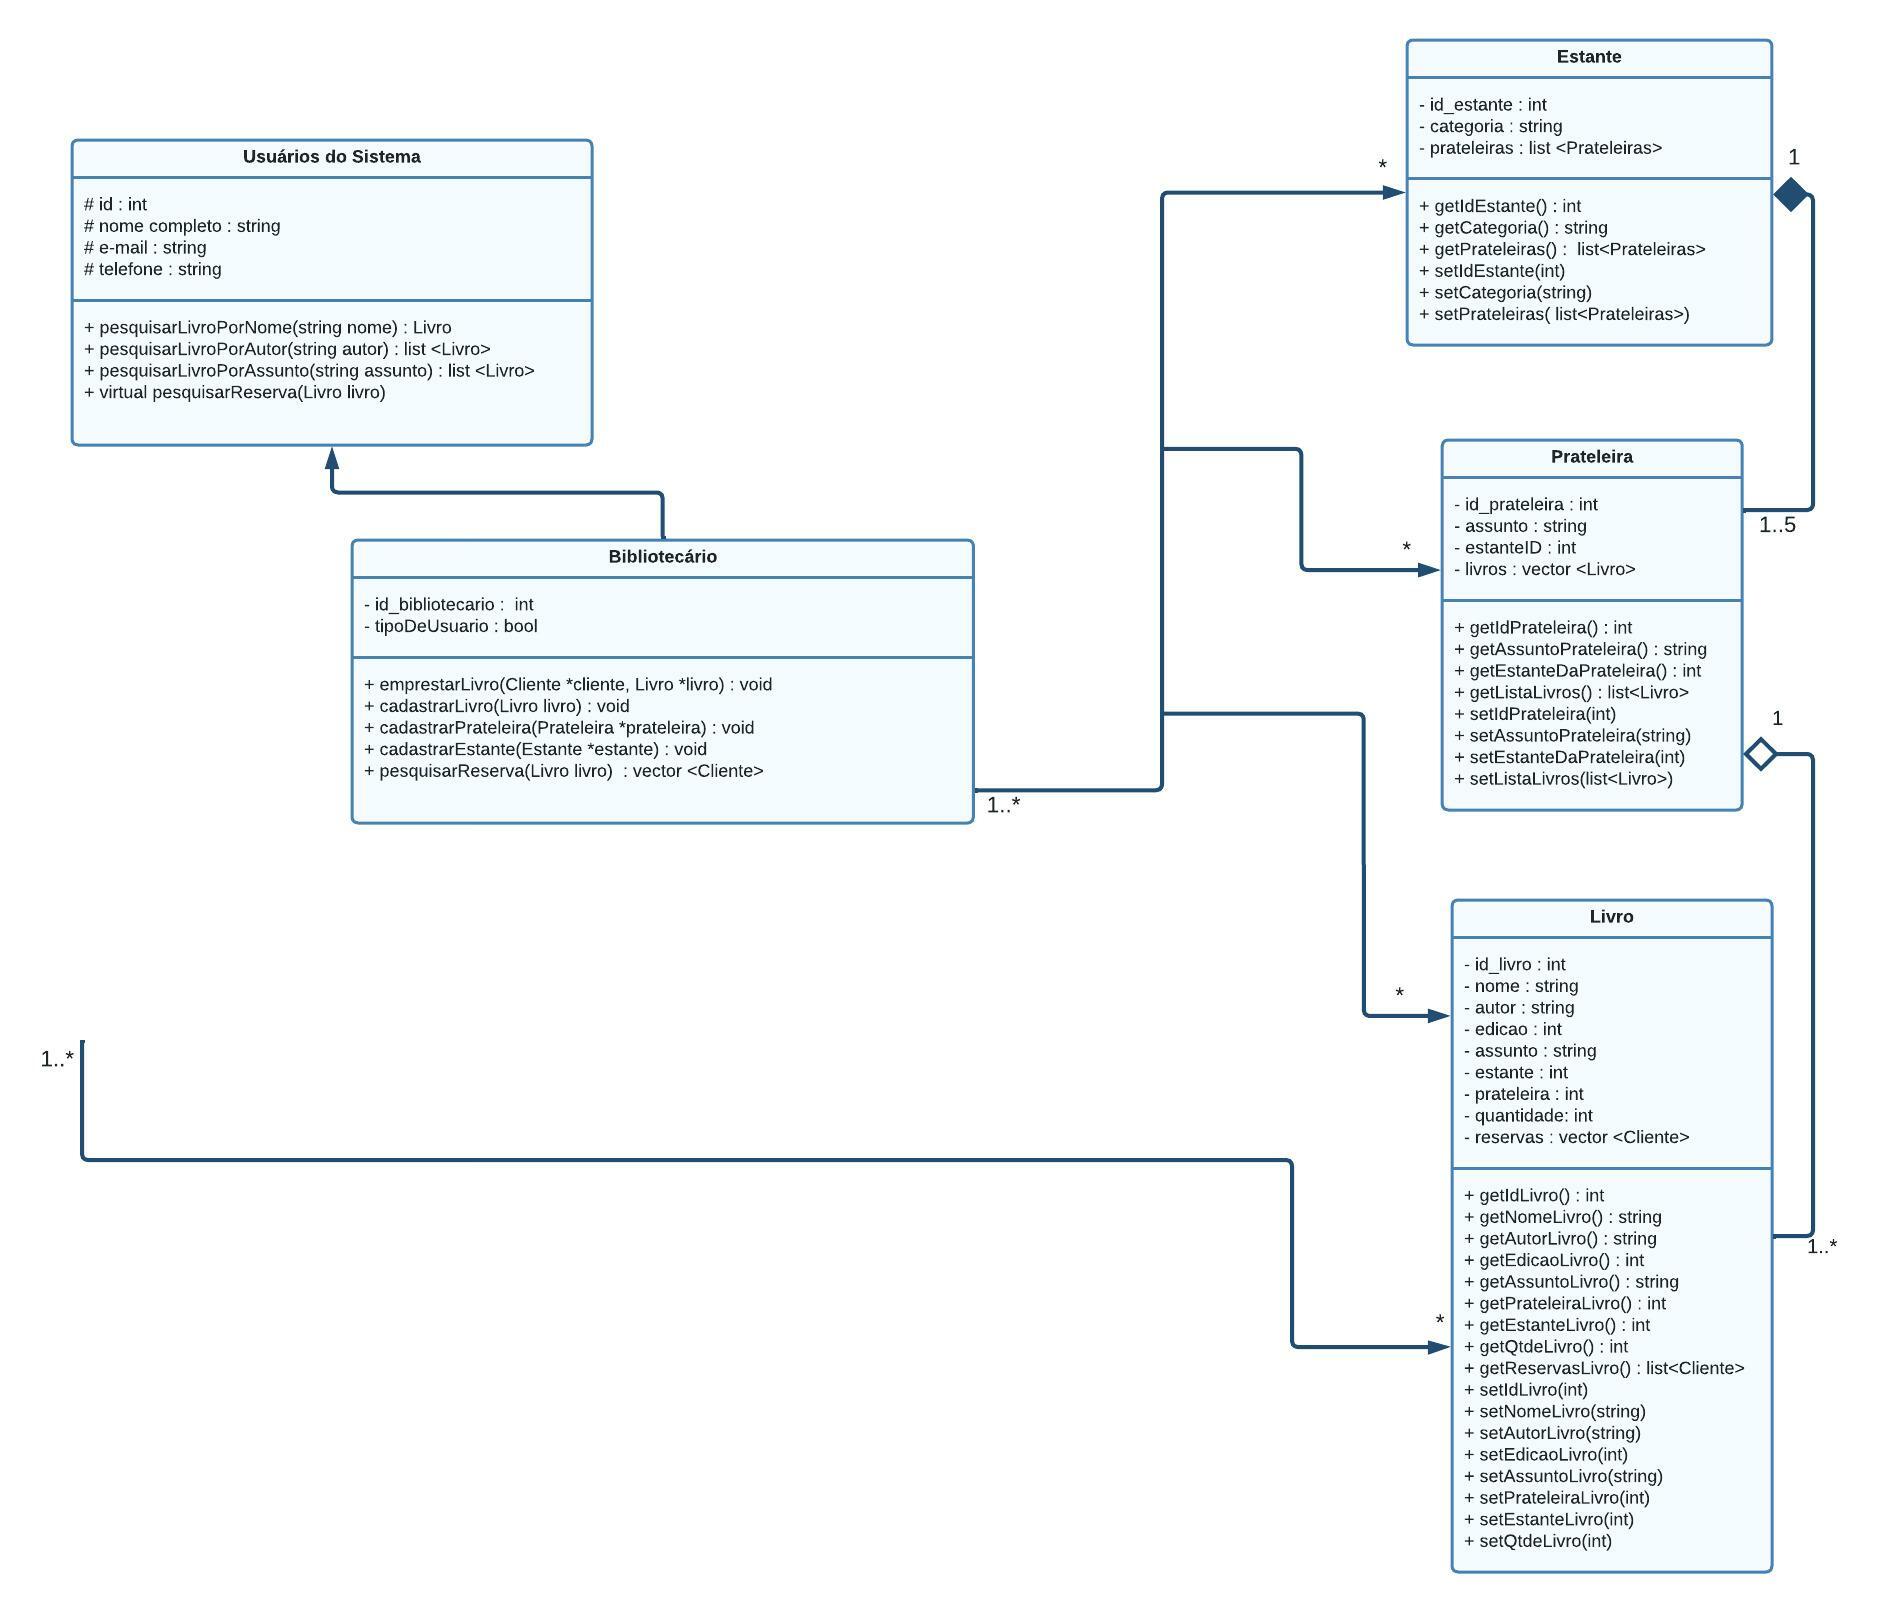 Usuários do Sistema
# id : int
# nome completo : string
# e-mail : string
# telefone : string
+ pesquisarLivroPorNome(string nome) : Livro
+ pesquisarLivroPorAutor(string autor) : list <Livro>
+ pesquisarLivroPorAssunto(string assunto) : list <Livro>
+ virtual pesquisarReserva(Livro livro)
Bibliotecário
- id_bibliotecario :  int
- tipoDeUsuario : bool
+ emprestarLivro(Cliente *cliente, Livro *livro) : void
+ cadastrarLivro(Livro livro) : void
+ cadastrarPrateleira(Prateleira *prateleira) : void
+ cadastrarEstante(Estante *estante) : void
+ pesquisarReserva(Livro livro)  : vector <Cliente>
1..*
1..*
*
Estante
- id_estante : int
- categoria : string
- prateleiras : list <Prateleiras>
+ getIdEstante() : int
+ getCategoria() : string
+ getPrateleiras() :  list<Prateleiras>
+ setIdEstante(int)
+ setCategoria(string)
+ setPrateleiras( list<Prateleiras>)
1
*
Prateleira
- id_prateleira : int
- assunto : string
- estanteID : int
- livros : vector <Livro>
+ getIdPrateleira() : int
+ getAssuntoPrateleira() : string
+ getEstanteDaPrateleira() : int
+ getListaLivros() : list<Livro>
+ setIdPrateleira(int)
+ setAssuntoPrateleira(string)
+ setEstanteDaPrateleira(int)
+ setListaLivros(list<Livro>)
1..5
1
*
Livro
- id_livro : int
- nome : string
- autor : string
- edicao : int
- assunto : string
- estante : int
- prateleira : int
- quantidade: int
- reservas : vector <Cliente>
+ getIdLivro() : int
+ getNomeLivro() : string
+ getAutorLivro() : string
+ getEdicaoLivro() : int
+ getAssuntoLivro() : string
+ getPrateleiraLivro() : int
+ getEstanteLivro() : int
+ getQtdeLivro() : int
+ getReservasLivro() : list<Cliente>
+ setIdLivro(int)
+ setNomeLivro(string)
+ setAutorLivro(string)
+ setEdicaoLivro(int)
+ setAssuntoLivro(string)
+ setPrateleiraLivro(int)
+ setEstanteLivro(int)
+ setQtdeLivro(int)
1..*
*